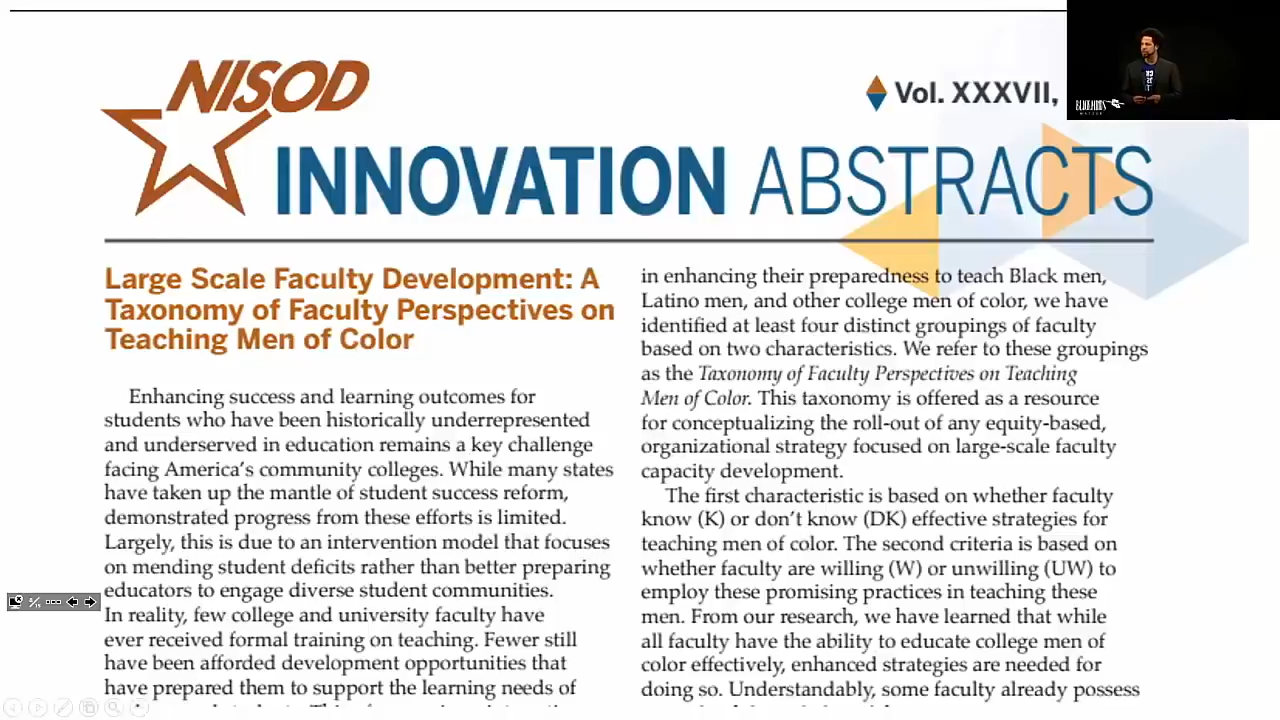 NISOD
Vol. XXXVII,
INNOVATION ABSTRACTS
Large Scale Faculty Development: A
Taxonomy of Faculty Perspectives on
Teaching Men of Color
Enhancing success and learning outcomes for
students who have been historically underrepresented
and underserved in education remains a key challenge
facing America's community colleges. While many states
have taken up the mantle of student success reform,
demonstrated progress from these efforts is limited.
Largely, this is due to an intervention model that focuses
on mending student deficits rather than better preparing
educators to engage diverse student communities.
In reality, few college and university faculty have
ever received formal training on teaching. Fewer still
have been afforded development opportunities that
have prepared them to support the learning needs of
in enhancing their preparedness to teach Black men,
Latino men, and other college men of color, we have
identified at least four distinct groupings of faculty
based on two characteristics. We refer to these groupings
as the Taxonomy of Faculty Perspectives on Teaching
Men of Color. This taxonomy is offered as a resource
for conceptualizing the roll-out of any equity-based,
organizational strategy focused on large-scale faculty
capacity development.
The first characteristic is based on whether faculty
know (K) or don't know (DK) effective strategies for
teaching men of color. The second criteria is based on
whether faculty are willing (W) or unwilling (UW) to
employ these promising practices in teaching these
men. From our research, we have learned that while
all faculty have the ability to educate college men of
color effectively, enhanced strategies are needed for
doing so. Understandably, some faculty already possess